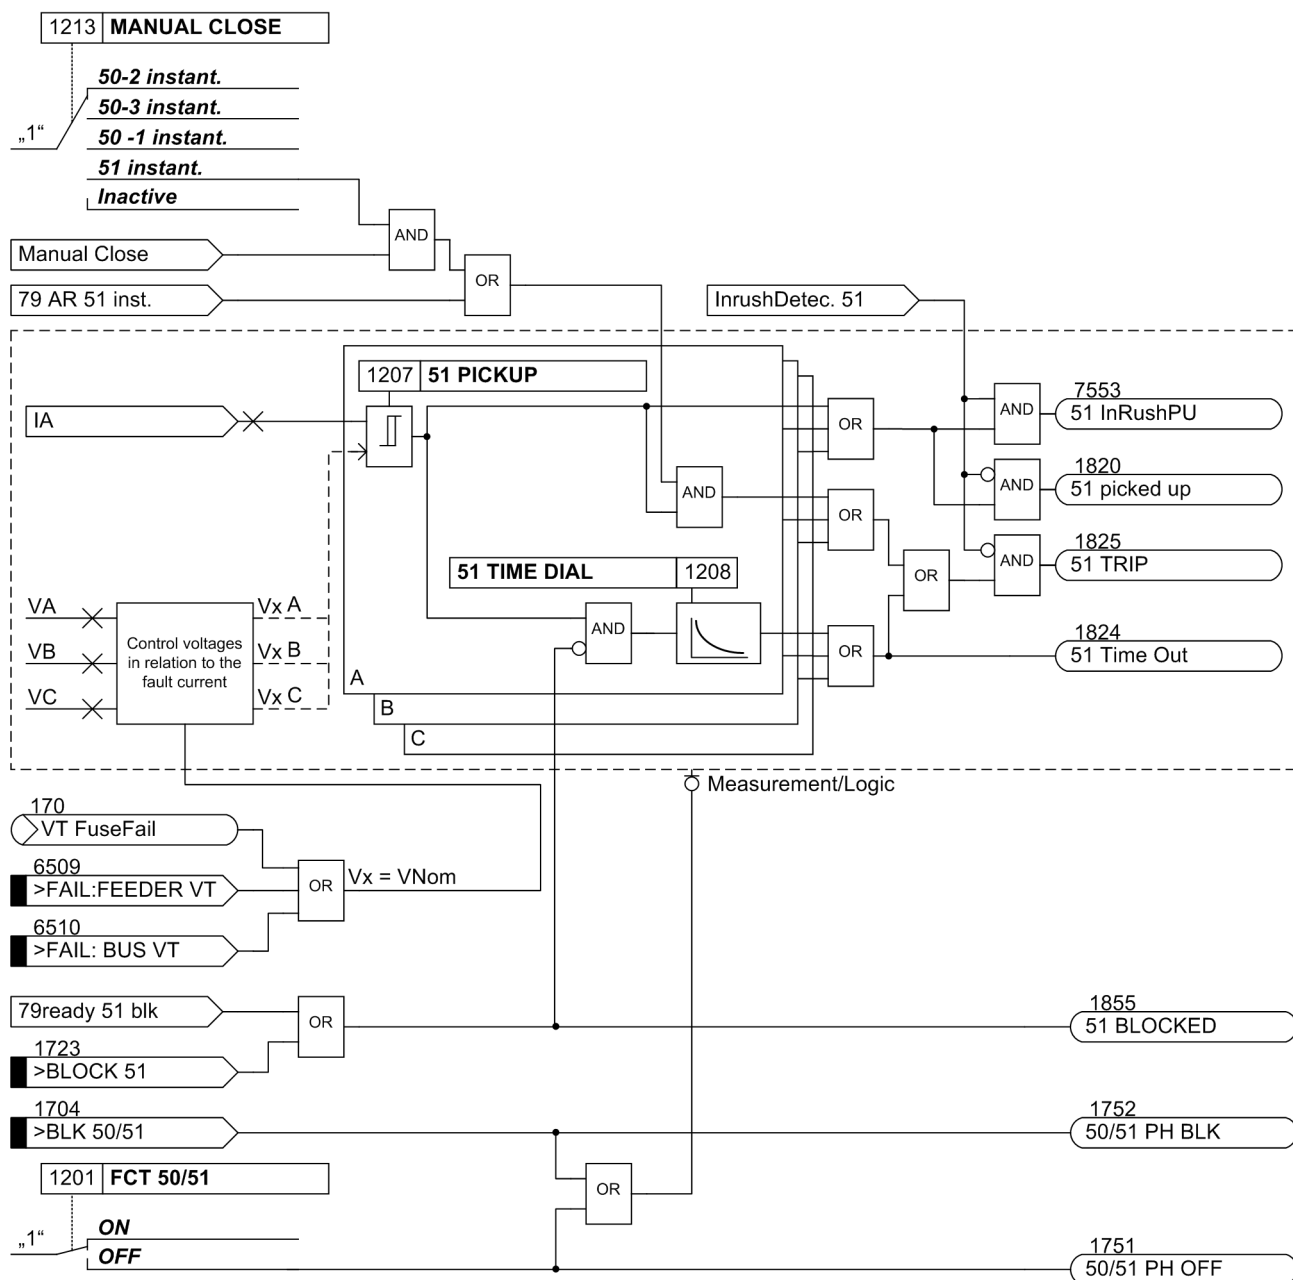 1213 MANUAL CLOSE
50-2 instant.
50-3 instant.
„1“
50 -1 instant.
51 instant.
Inactive
AND
Manual Close
OR
79 AR 51 inst.
InrushDetec. 51
1207 51 PICKUP
IA
OR
AND
7553
51 InRushPU
AND
1820
51 picked up
AND
OR
AND
1825
51 TRIP
OR
51 TIME DIAL 1208
VA
VB
VC
Control voltages
in relation to the
fault current
Vx A
Vx B
Vx C
AND
OR
1824
51 Time Out
A
B
C
Measurement/Logic
170
VT FuseFail
6509
>FAIL:FEEDER VT
OR
Vx = VNom
6510
>FAIL: BUS VT
79ready 51 blk
OR
1855
51 BLOCKED
1723
>BLOCK 51
1704
>BLK 50/51
1752
50/51 PH BLK
1201 FCT 50/51
OR
„1“
ON
OFF
1751
50/51 PH OFF